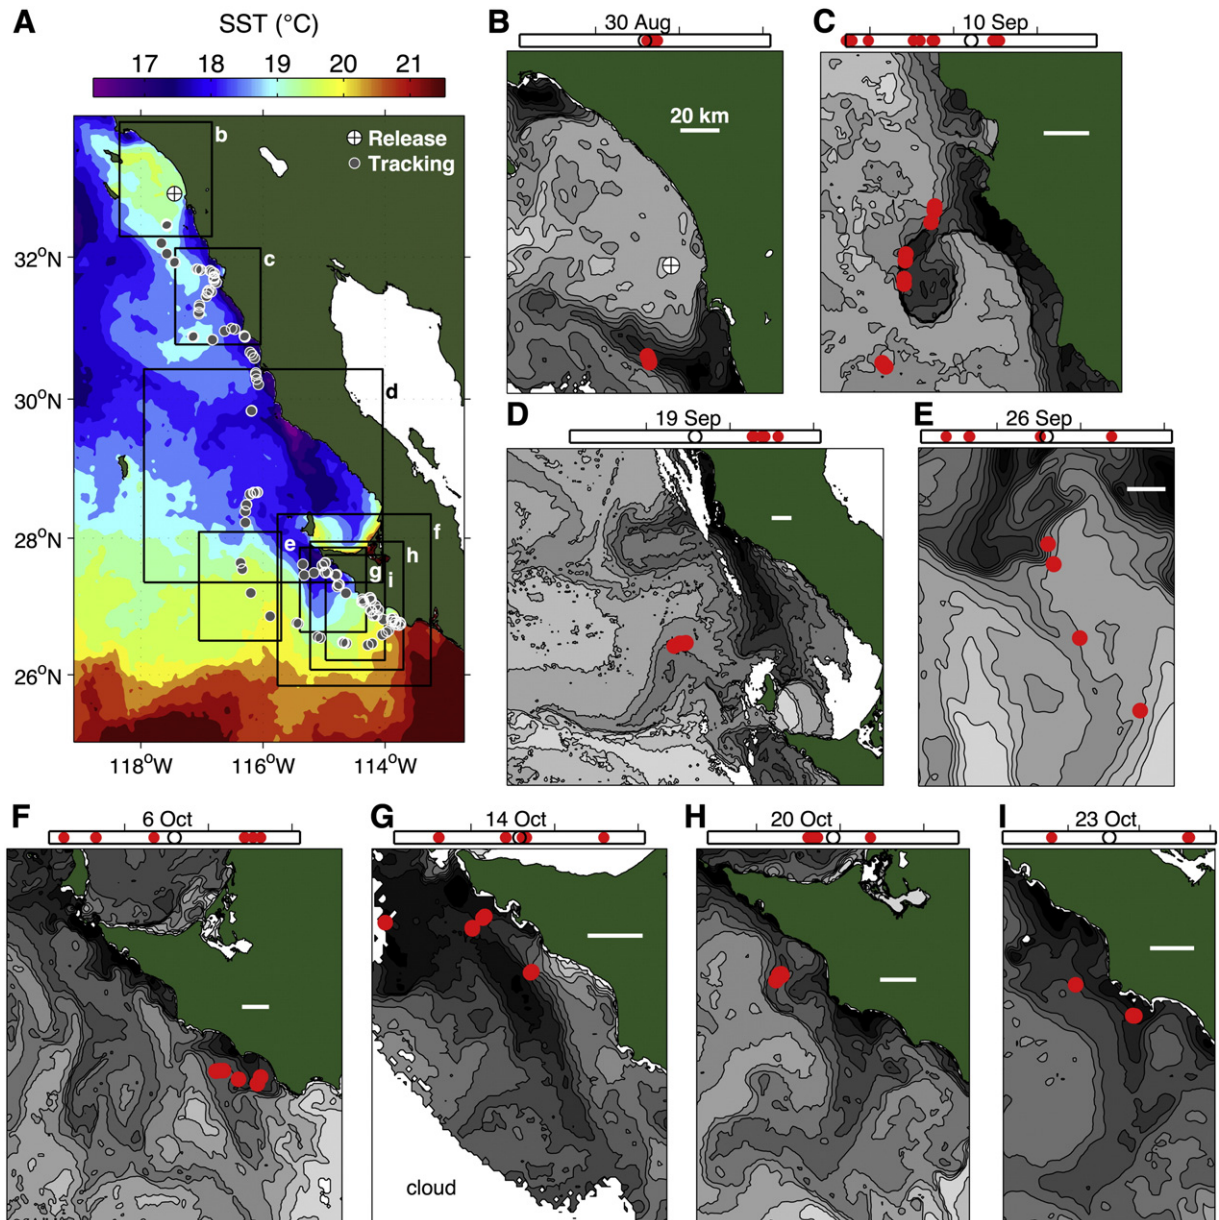 A
SST (°C)
17 18 19 20 21
Release
Tracking
b
c
d
e
f
g
h
i
32°N
30°N
28°N
26°N
118°W 116°W 114°W
B
30 Aug
20 km
C
10 Sep
D
19 Sep
E
26 Sep
F
6 Oct
G
14 Oct
cloud
H
20 Oct
I
23 Oct